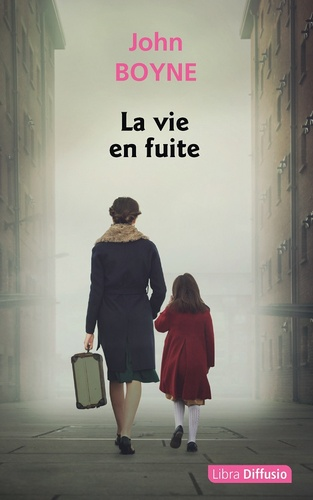 John
BOYNE
La vie
en fuite
Libra Diffusio